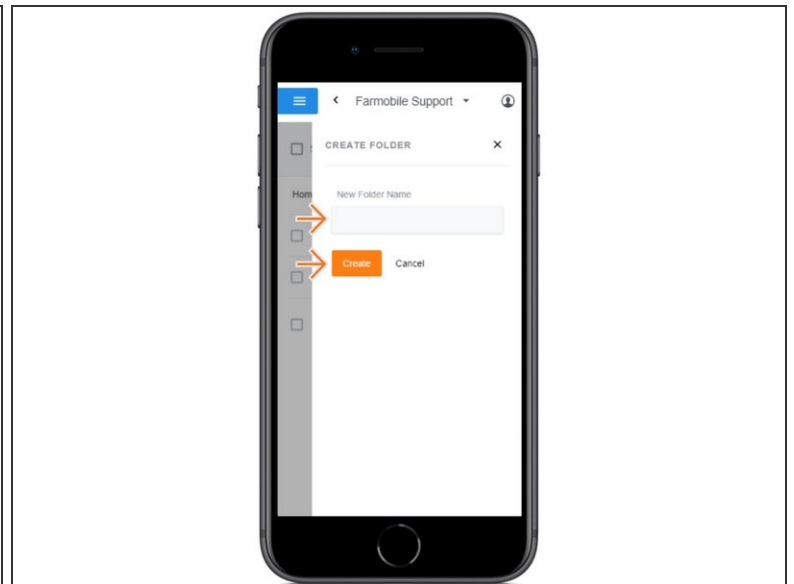 Farmobile Support
CREATE FOLDER
Hom
New Folder Name
Create Cancel